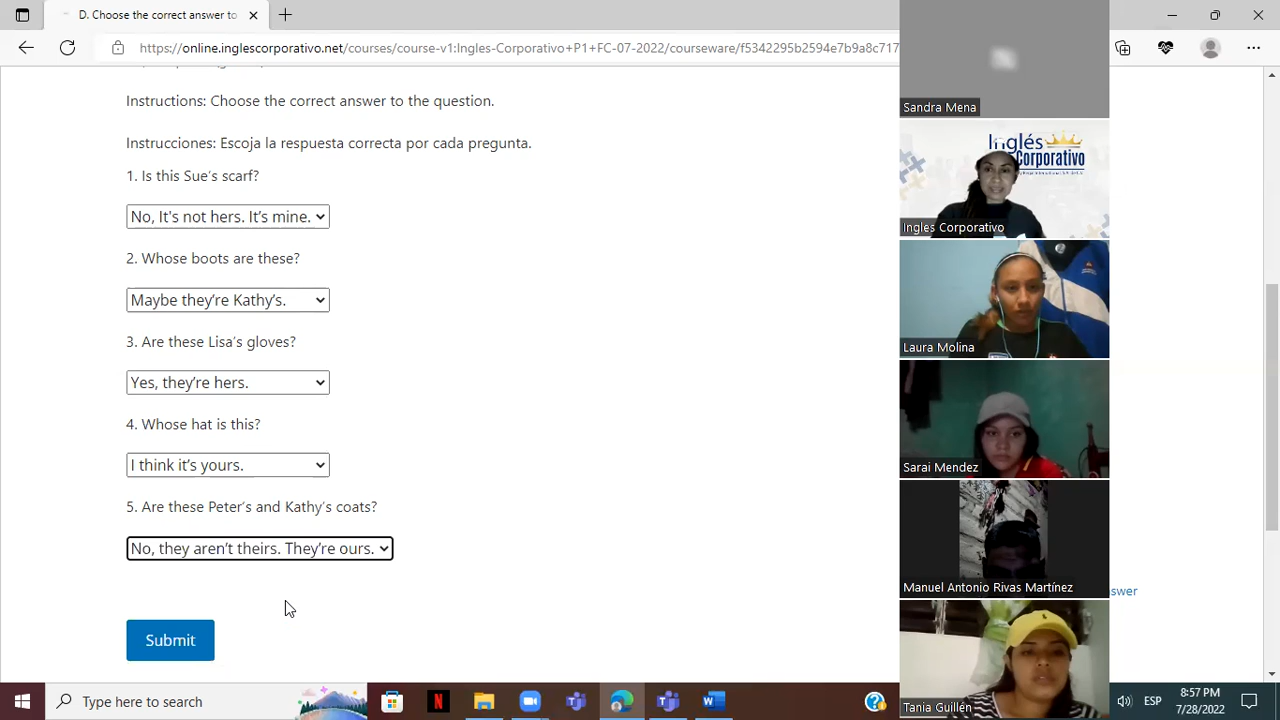 D. Choose the answer to
https://online.inglescorporativo.net/courses/course-v1:Ingles-Corporativo+P1+FC-07-2022/courseware/f5342295b2594e7b9a8c717
Instructions: Choose the correct answer to the question.
Instrucciones: Escoja la respuesta correcta por cada pregunta.
1. Is this Sue's scarf?
No, It's not hers. It's mine.
2. Whose boots are these?
Maybe they're Kathy's.
3. Are these Lisa's gloves?
Yes, they're hers.
4. Whose hat is this?
I think it's yours.
5. Are these Peter's and Kathy's coats?
No, they aren't theirs. They're ours.
Submit
swer
Sandra Mena
Inglés
Corporativo
Ingles Corporativo
Laura Molina
Sarai Mendez
Manuel Antonio Rivas Martínez
Tania Guillén
Type here to search
ESP
8:57 PM
7/28/2022